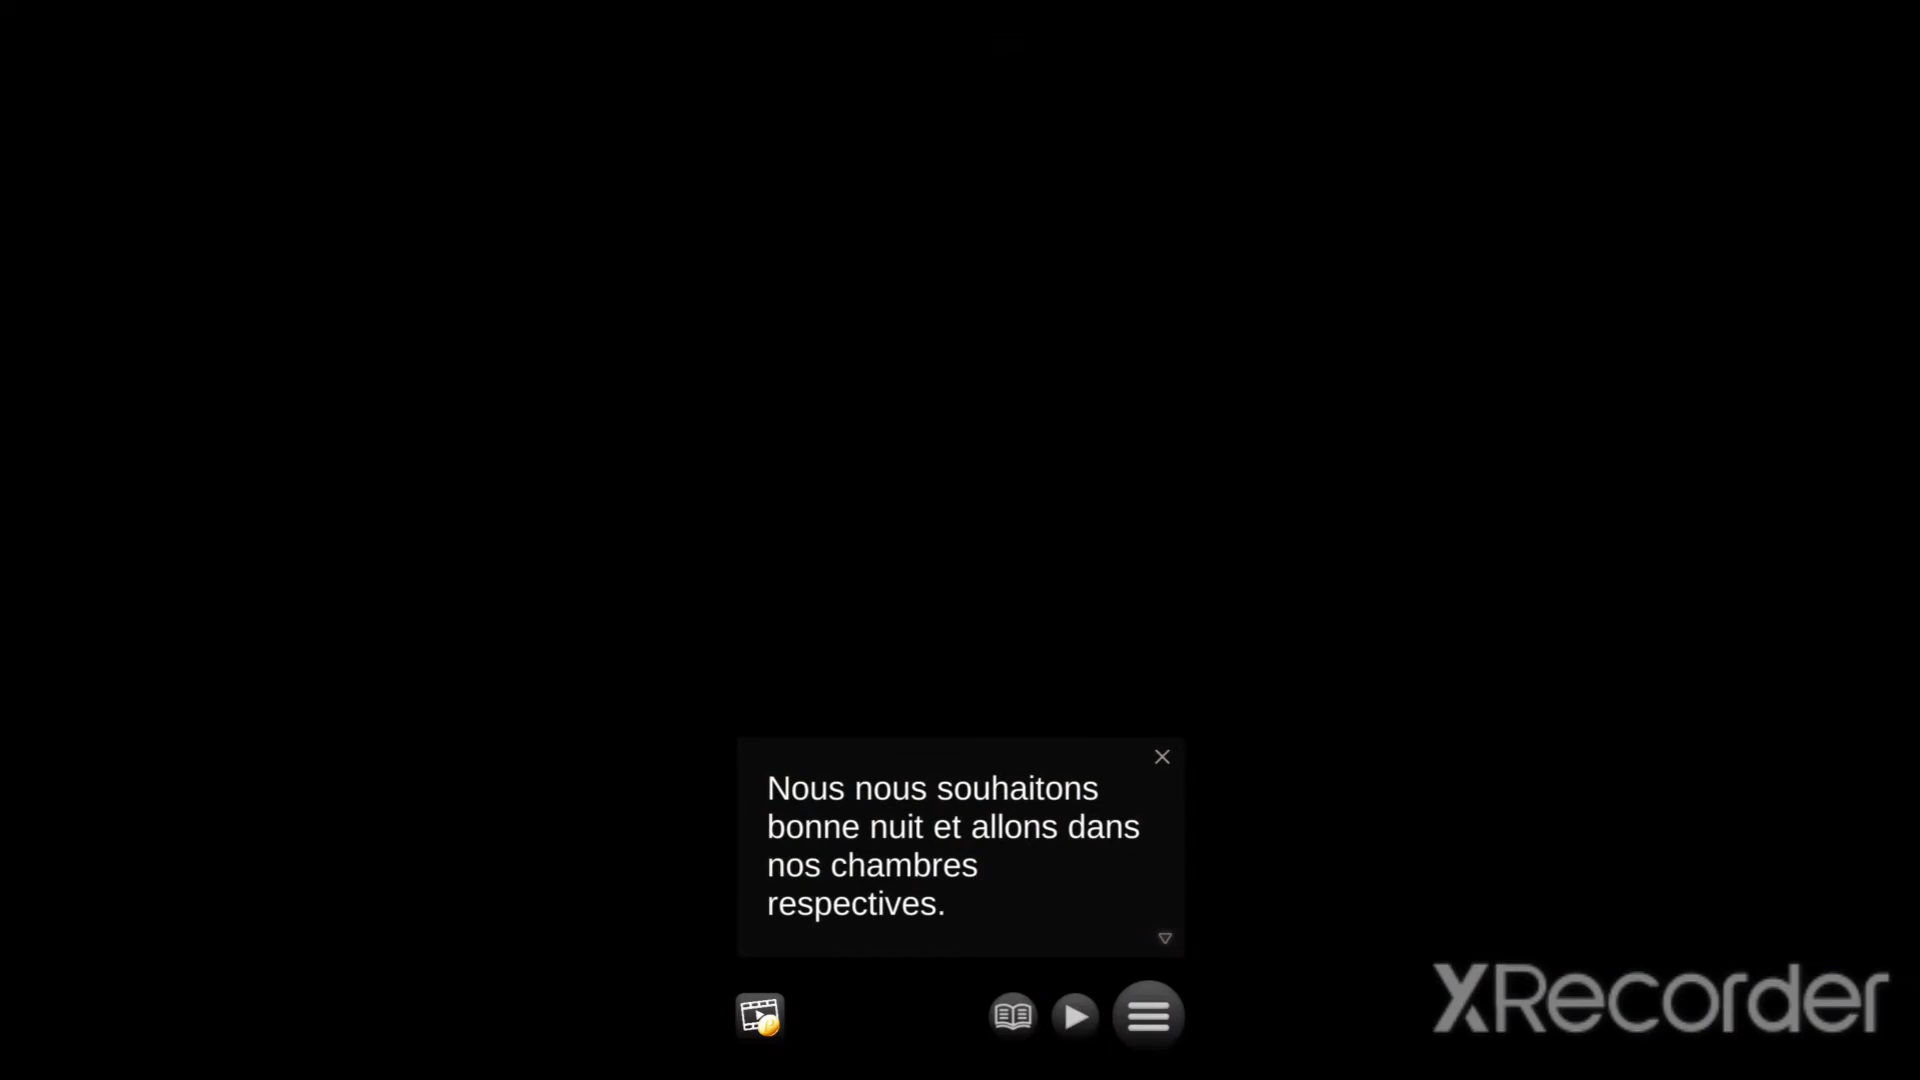 Nous nous souhaitons
bonne nuit et allons dans
nos chambres
respectives.
XRecorder